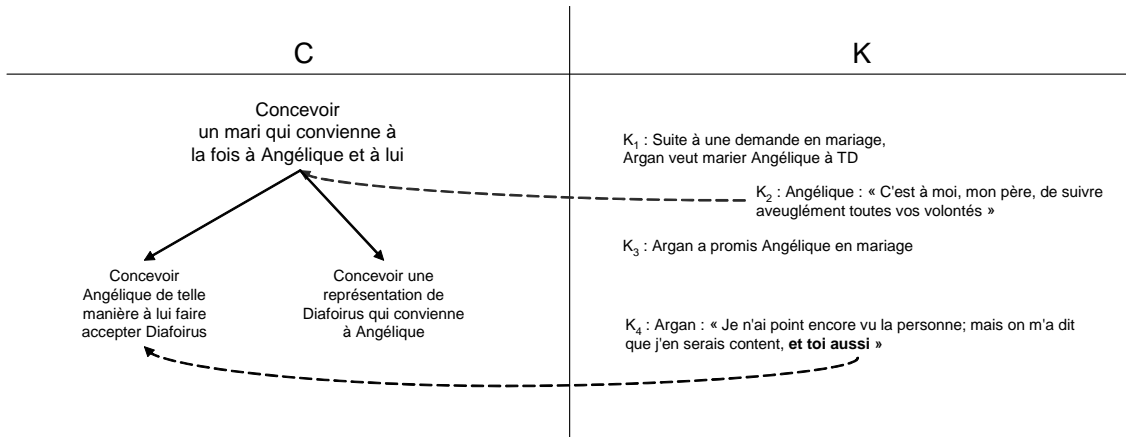 C
K
Concevoir
un mari qui convienne à
la fois à Angélique et à lui
K1 : Suite à une demande en mariage,
Argan veut marier Angélique à TD
K2 : Angélique : « C'est à moi, mon père, de suivre
aveuglément toutes vos volontés »
K3 : Argan a promis Angélique en mariage
Concevoir
Angélique de telle
manière à lui faire
accepter Diafoirus
Concevoir une
représentation de
Diafoirus qui convienne
à Angélique
K4 : Argan : « Je n'ai point encore vu la personne; mais on m'a dit
que j'en serais content, et toi aussi »